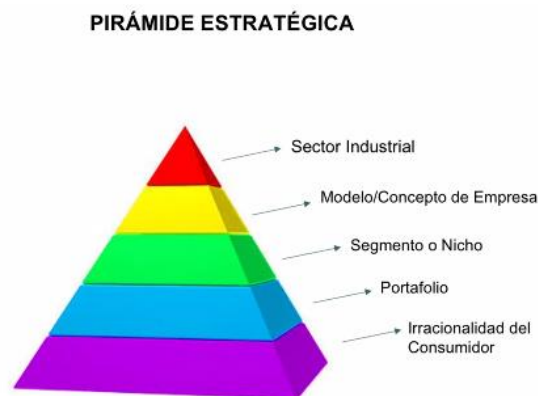 PIRÁMIDE ESTRATÉGICA
Sector Industrial
Modelo/Concepto de Empresa
Segmento o Nicho
Portafolio
Irracionalidad del
Consumidor